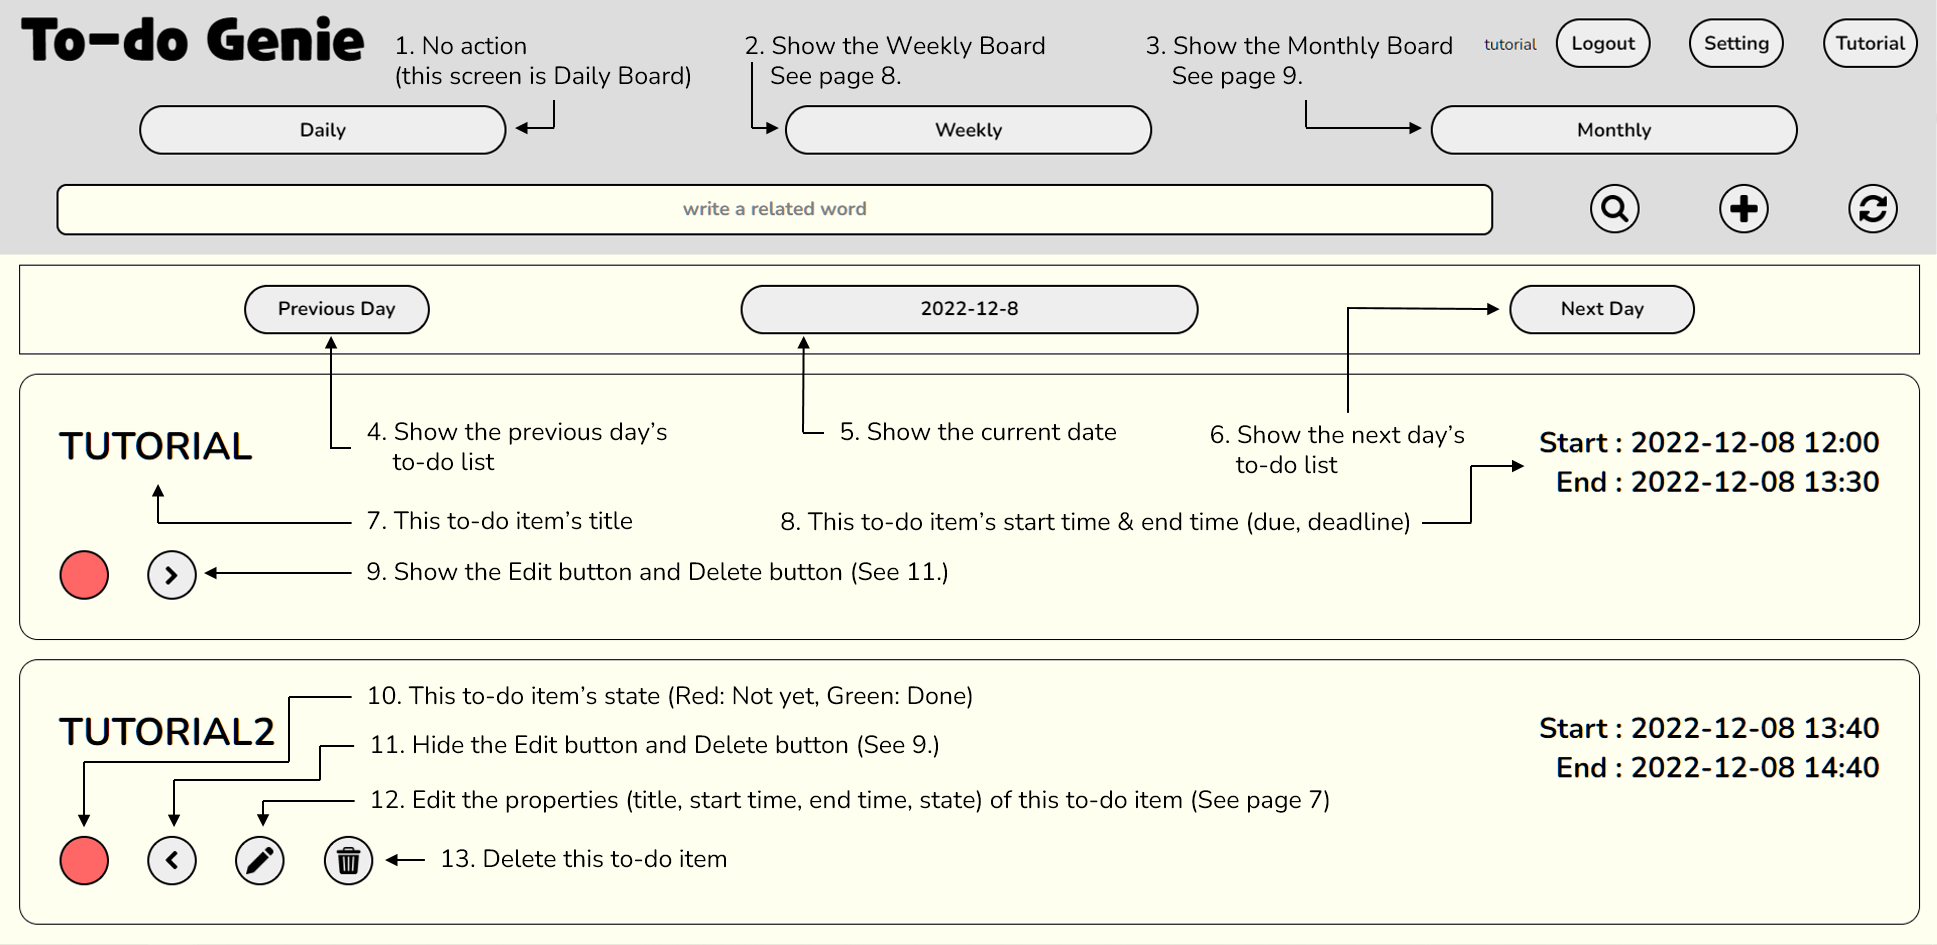 To-do Genie
1. No action
(this screen is Daily Board)
2. Show the Weekly Board
See page 8.
3. Show the Monthly Board
See page 9.
tutorial
Logout
Setting
Tutorial
Daily
Weekly
Monthly
write a related word
Previous Day
2022-12-8
Next Day
TUTORIAL
4. Show the previous day’s
to-do list
5. Show the current date
6. Show the next day’s
to-do list
Start : 2022-12-08 12:00
End : 2022-12-08 13:30
7. This to-do item’s title
8. This to-do item’s start time & end time (due, deadline)
9. Show the Edit button and Delete button (See 11.)
10. This to-do item’s state (Red: Not yet, Green: Done)
TUTORIAL2
Start : 2022-12-08 13:40
End : 2022-12-08 14:40
11. Hide the Edit button and Delete button (See 9.)
12. Edit the properties (title, start time, end time, state) of this to-do item (See page 7)
13. Delete this to-do item